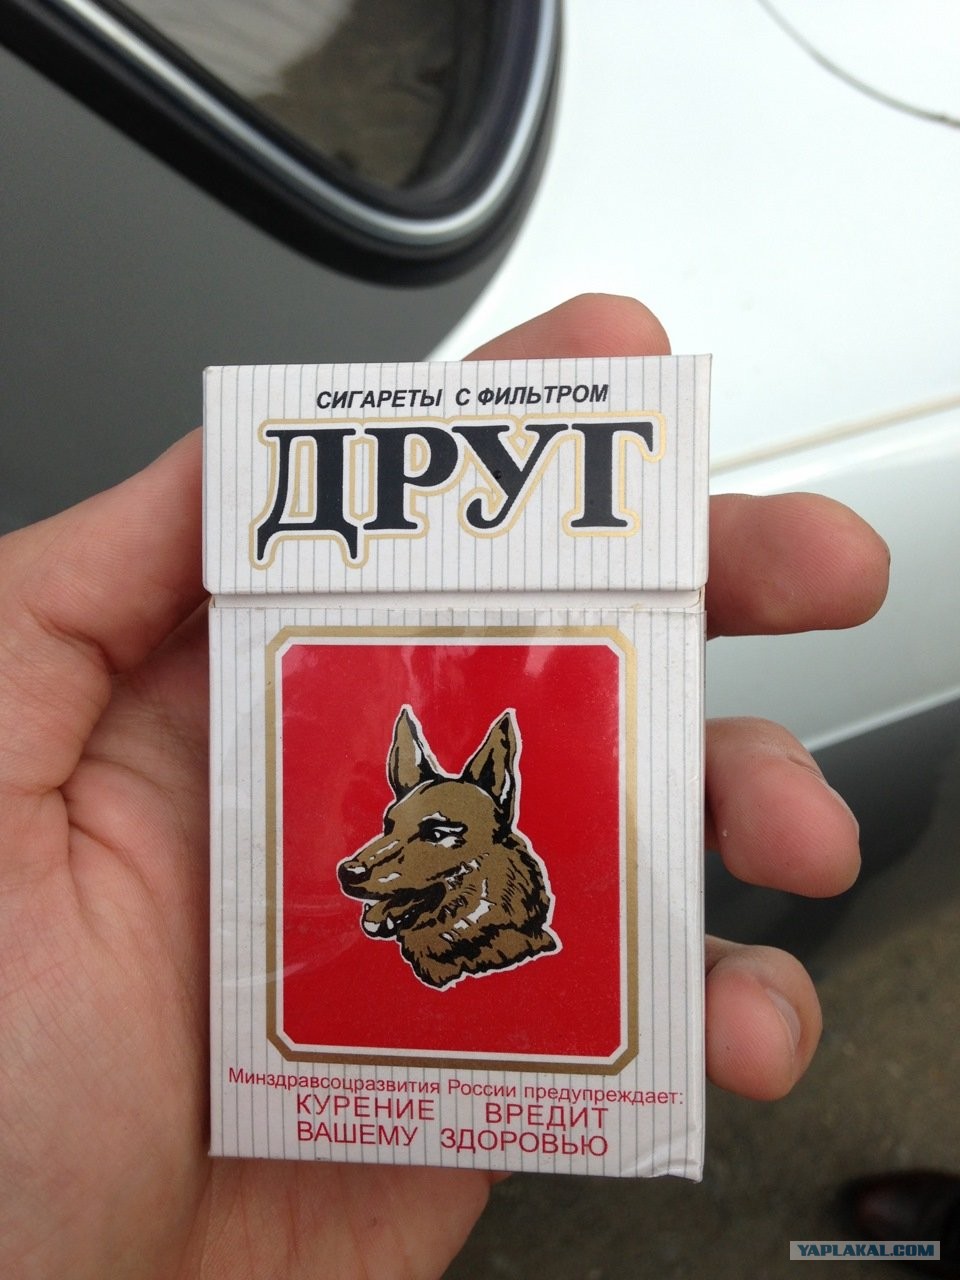 СИГАРЕТЫ С ФИЛЬТРОМ
ДРУГ
Минздравсоцразвития России предупреждает:
КУРЕНИЕ ВРЕДИТ
ВАШЕМУ ЗДОРОВЬЮ
YAPLAKAL.COM